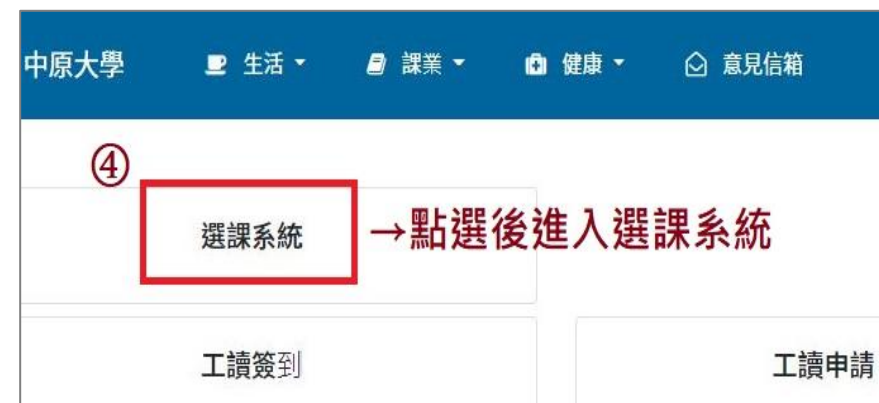 中原大學 生活 課業 健康 意見信箱
④
選課系統 →點選後進入選課系統
工讀簽到 工讀申請